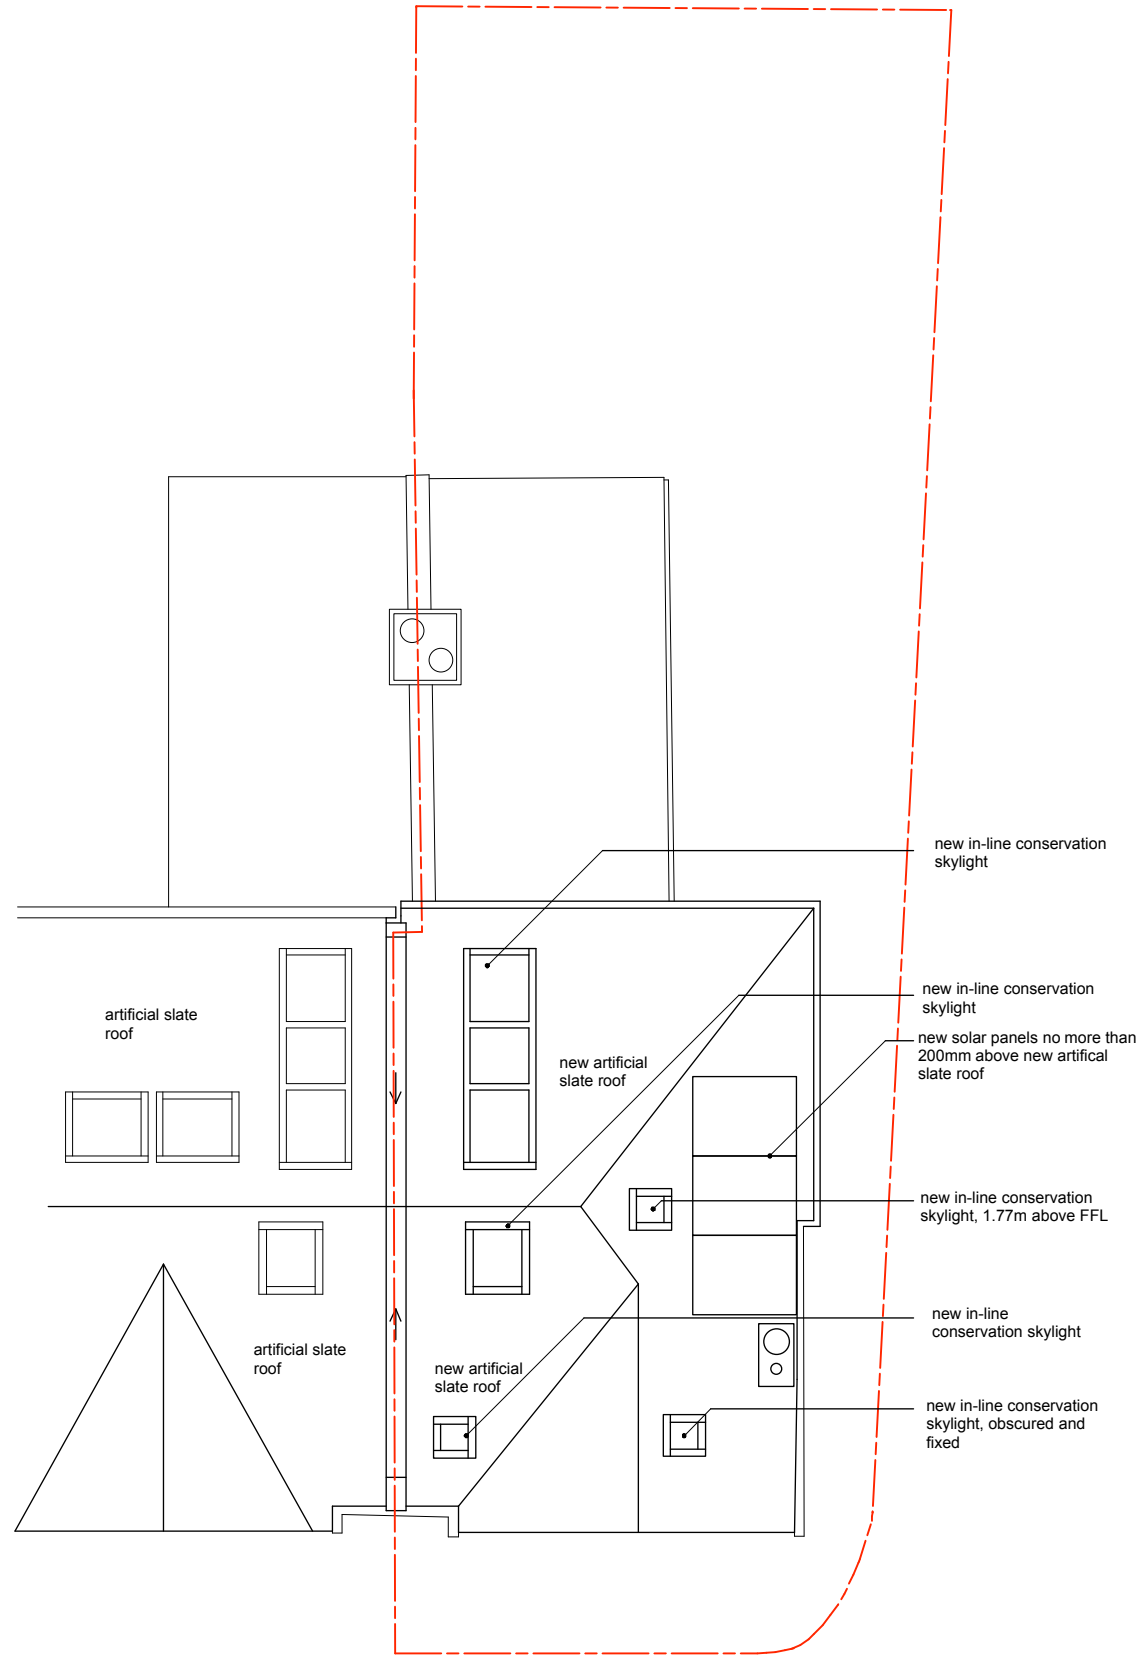 new in-line conservation
skylight
new in-line conservation
skylight
artificial slate
roof
new solar panels no more than
200mm above new artifical
slate roof
new artificial
slate roof
new in-line conservation
skylight, 1.77m above FFL
new in-line
conservation skylight
artificial slate
roof
new artificial
slate roof
new in-line conservation
skylight, obscured and
fixed